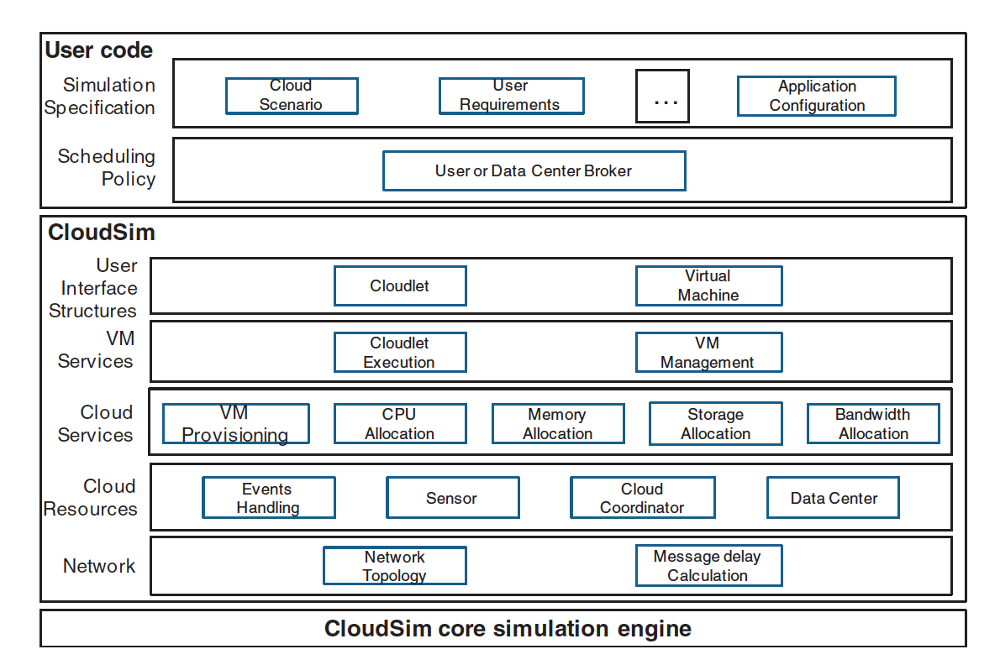 User code
Simulation
Specification
Cloud
Scenario
User
Requirements
...
Application
Configuration
Scheduling
Policy
User or Data Center Broker
CloudSim
User
Interface
Structures
Cloudlet
Virtual
Machine
VM
Services
Cloudlet
Execution
VM
Management
Cloud
Services
VM
Provisioning
CPU
Allocation
Memory
Allocation
Storage
Allocation
Bandwidth
Allocation
Cloud
Resources
Events
Handling
Sensor
Cloud
Coordinator
Data Center
Network
Network
Topology
Message delay
Calculation
CloudSim core simulation engine